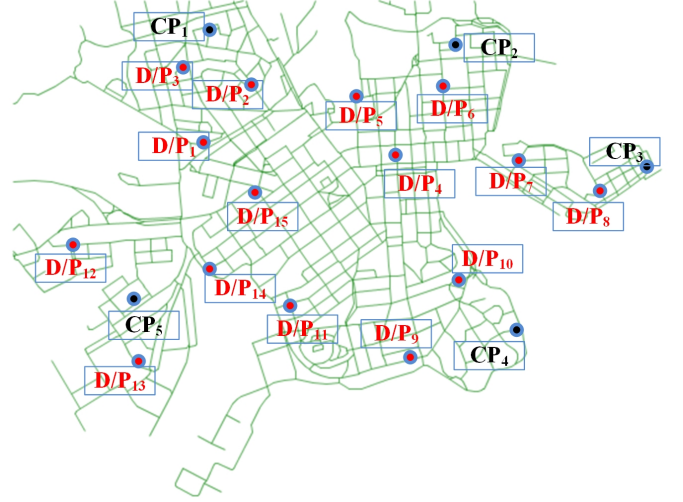 CP₁
CP₂
D/P₃
D/P₂
D/P₅
D/P₆
D/P₁
CP₃
D/P₄
D/P₇
D/P₈
D/P₁₅
D/P₁₀
D/P₁₂
D/P₁₄
CP₅
D/P₁₁
D/P₉
CP₄
D/P₁₃